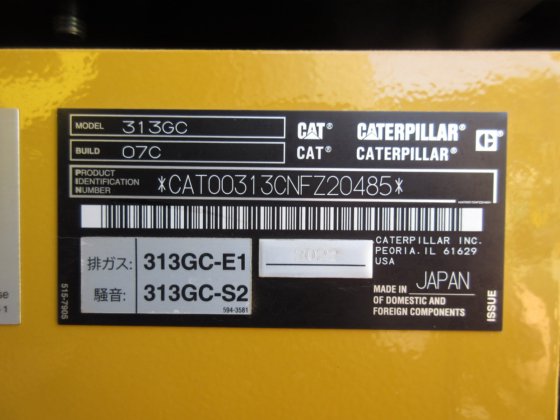 MODEL 313GC CAT® CATERPILLAR® C®
BUILD 07C CAT® CATERPILLAR®
PRODUCT IDENTIFICATION NUMBER *CAT00313CNFZ20485*
CATERPILLAR INC.
PEORIA. IL 61629
USA
排ガス: 313GC-E1
騒音: 313GC-S2
594-3581
MADE IN JAPAN
OF DOMESTIC AND
FOREIGN COMPONENTS
ISSUE
515-7905